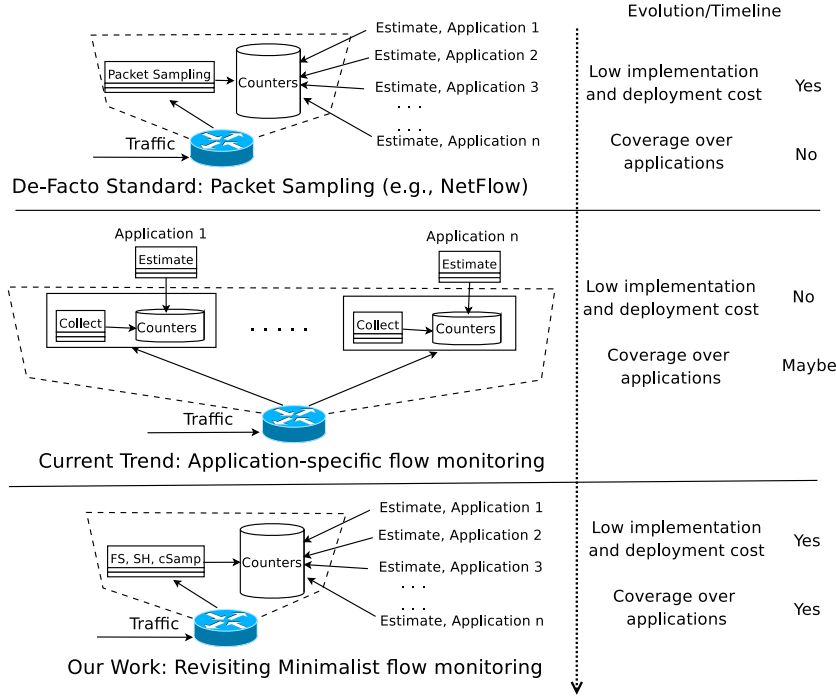 Evolution/Timeline
Estimate, Application 1
Estimate, Application 2
Estimate, Application 3
. . .
. . .
Estimate, Application n
Packet Sampling
Counters
Traffic
Low implementation
and deployment cost
Yes
Coverage over
applications
No
De-Facto Standard: Packet Sampling (e.g., NetFlow)
Application 1
Estimate
Collect
Counters
. . . . .
Application n
Estimate
Collect
Counters
Traffic
Low implementation
and deployment cost
No
Coverage over
applications
Maybe
Current Trend: Application-specific flow monitoring
Estimate, Application 1
Estimate, Application 2
Estimate, Application 3
. . .
. . .
Estimate, Application n
FS, SH, cSamp
Counters
Traffic
Low implementation
and deployment cost
Yes
Coverage over
applications
Yes
Our Work: Revisiting Minimalist flow monitoring